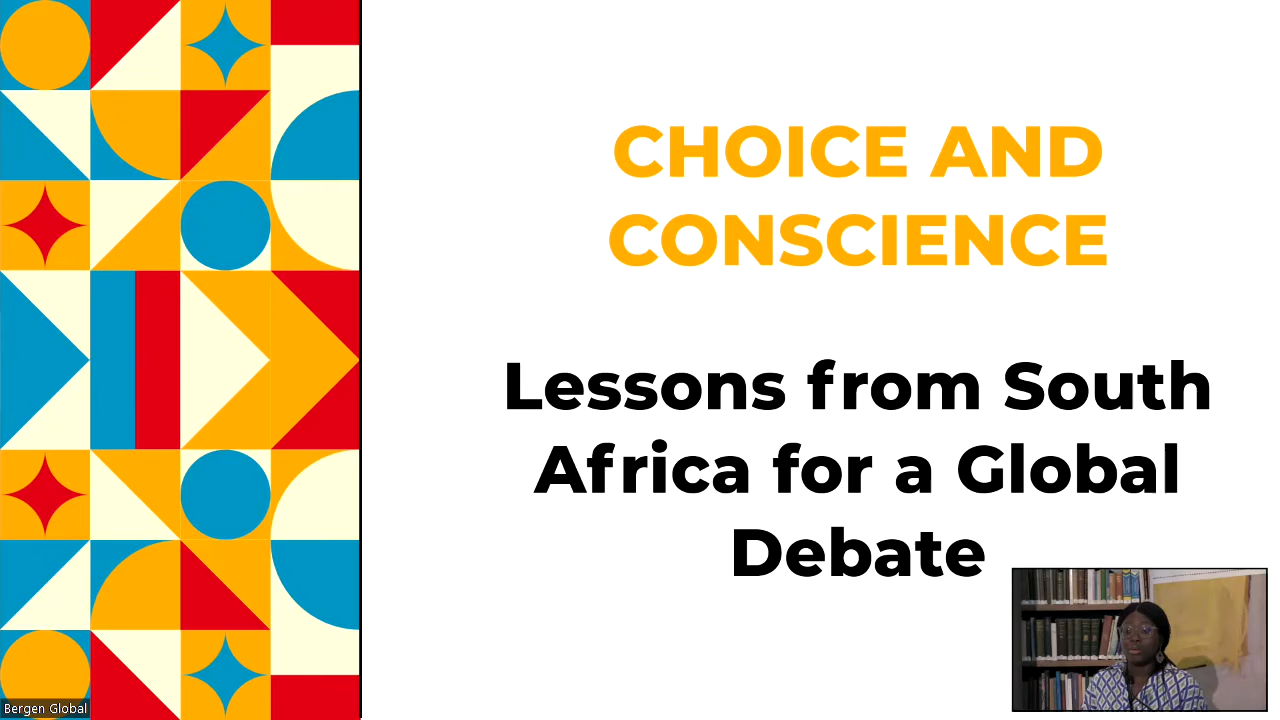 CHOICE AND
CONSCIENCE
Lessons from South
Africa for a Global
Debate
Bergen Global